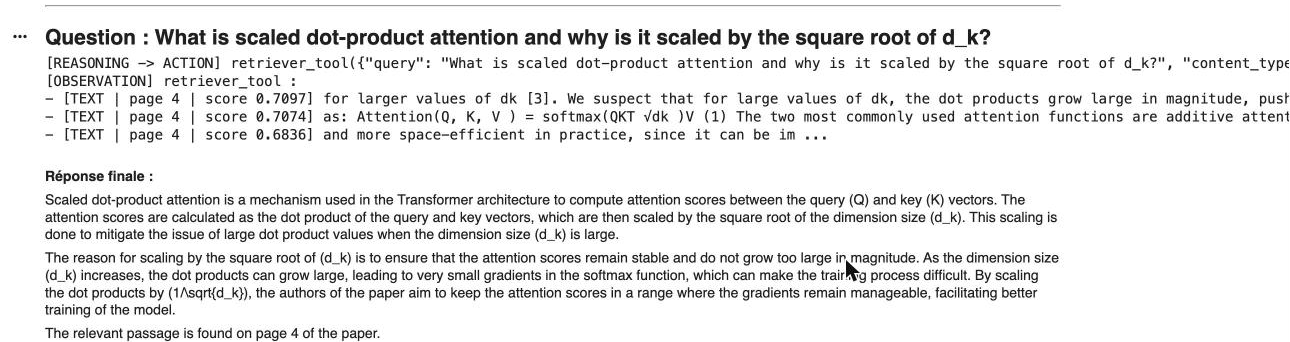 Question : What is scaled dot-product attention and why is it scaled by the square root of d_k?
[REASONING -> ACTION] retriever_tool({"query": "What is scaled dot-product attention and why is it scaled by the square root of d_k?", "content_type
[OBSERVATION] retriever_tool :
- [TEXT | page 4 | score 0.7097] for larger values of dk [3]. We suspect that for large values of dk, the dot products grow large in magnitude, push
- [TEXT | page 4 | score 0.7074] as: Attention(Q, K, V ) = softmax(QKT √dk )V (1) The two most commonly used attention functions are additive attent
- [TEXT | page 4 | score 0.6836] and more space-efficient in practice, since it can be im ...
Réponse finale :
Scaled dot-product attention is a mechanism used in the Transformer architecture to compute attention scores between the query (Q) and key (K) vectors. The
attention scores are calculated as the dot product of the query and key vectors, which are then scaled by the square root of the dimension size (d_k). This scaling is
done to mitigate the issue of large dot product values when the dimension size (d_k) is large.
The reason for scaling by the square root of (d_k) is to ensure that the attention scores remain stable and do not grow too large in magnitude. As the dimension size
(d_k) increases, the dot products can grow large, leading to very small gradients in the softmax function, which can make the training process difficult. By scaling
the dot products by (1/\sqrt{d_k}), the authors of the paper aim to keep the attention scores in a range where the gradients remain manageable, facilitating better
training of the model.
The relevant passage is found on page 4 of the paper.